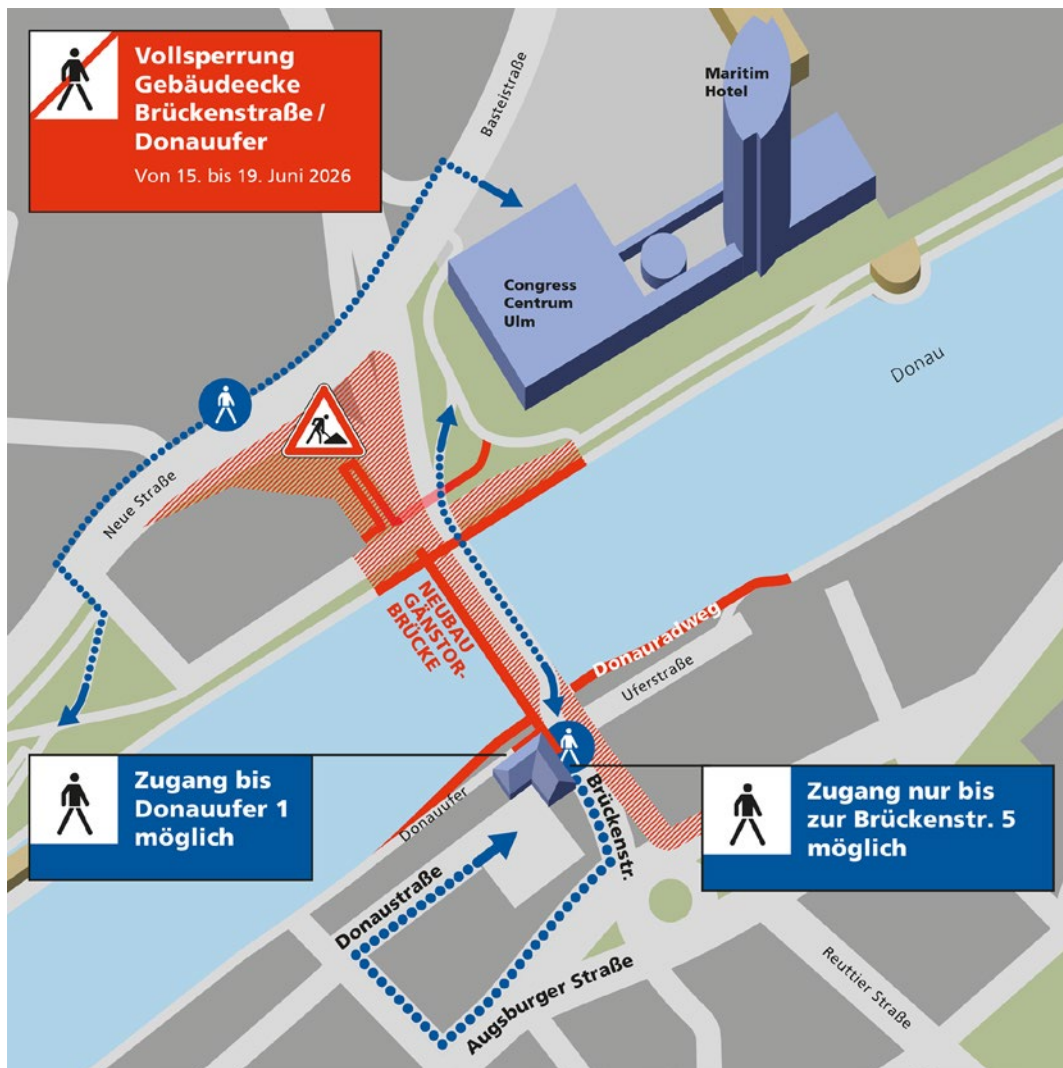 Vollsperrung
Gebäudeecke
Brückenstraße /
Donauufer
Von 15. bis 19. Juni 2026
Basteistraße
Maritim
Hotel
Congress
Centrum
Ulm
Donau
Neue Straße
NEUBAU
GÄNSTOR-
BRÜCKE
Donauradweg
Uferstraße
Zugang bis
Donauufer 1
möglich
Donauufer
Brückenstr.
Zugang nur bis
zur Brückenstr. 5
möglich
Donaustraße
Augsburger Straße
Reuttier Straße